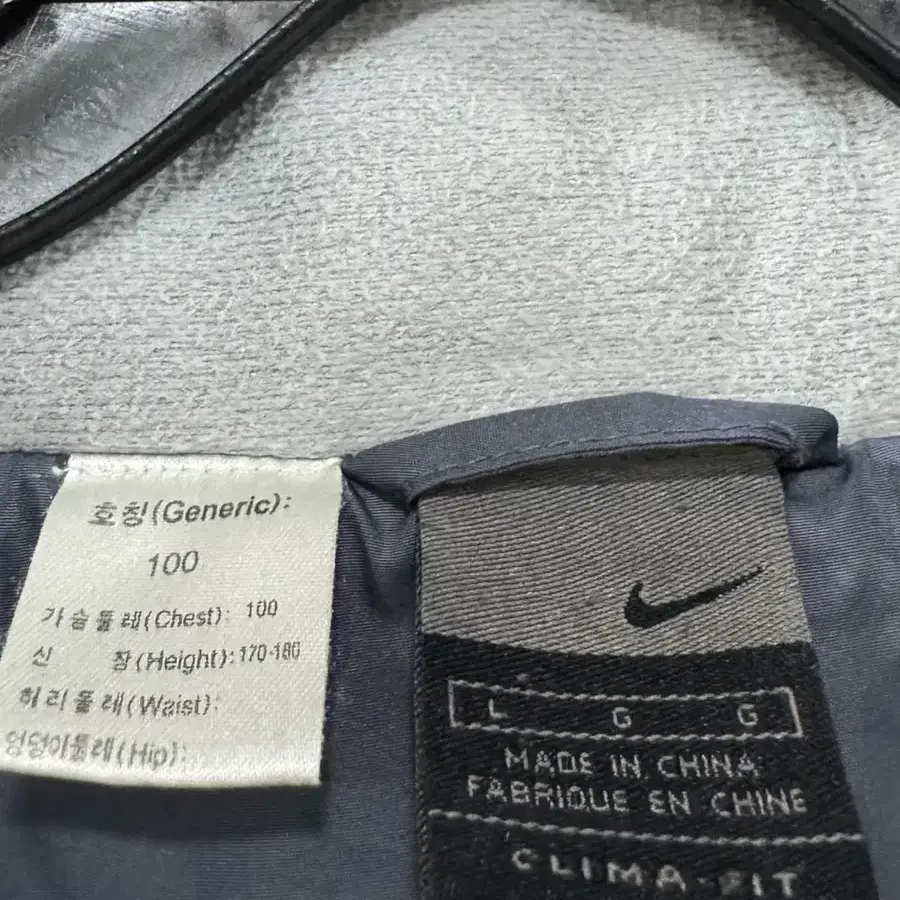 호칭(Generic):
100
가슴둘레(Chest): 100
신 장(Height): 170-180
허리둘레(Waist):
엉덩이둘레(Hip):
L G G
MADE IN CHINA
FABRIQUE EN CHINE
CLIMA-FIT